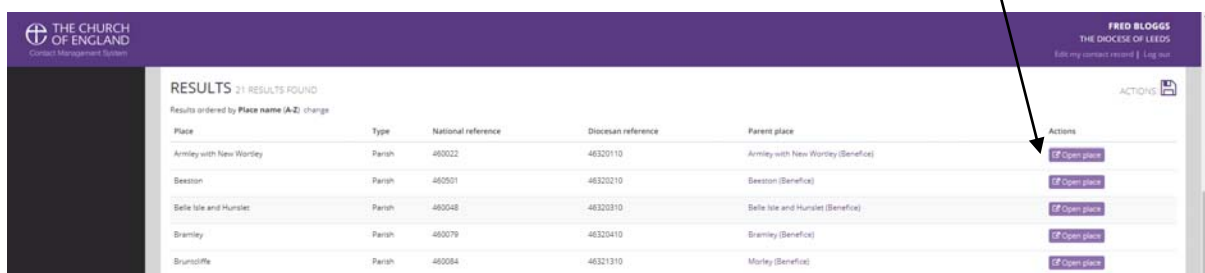 THE CHURCH
OF ENGLAND
Contact Management System
FRED BLOGGS
THE DIOCESE OF LEEDS
Edit my contact record | Log out
RESULTS 21 RESULTS FOUND
ACTIONS
Results ordered by Place name (A-Z) change
Place Type National reference Diocesan reference Parent place Actions
Armley with New Wortley Parish 460022 46320110 Armley with New Wortley (Benefice) Open place
Beeston Parish 460501 46320210 Beeston (Benefice) Open place
Belle Isle and Hunslet Parish 460048 46320310 Belle Isle and Hunslet (Benefice) Open place
Bramley Parish 460079 46320410 Bramley (Benefice) Open place
Bruntcliffe Parish 460084 46321310 Morley (Benefice) Open place